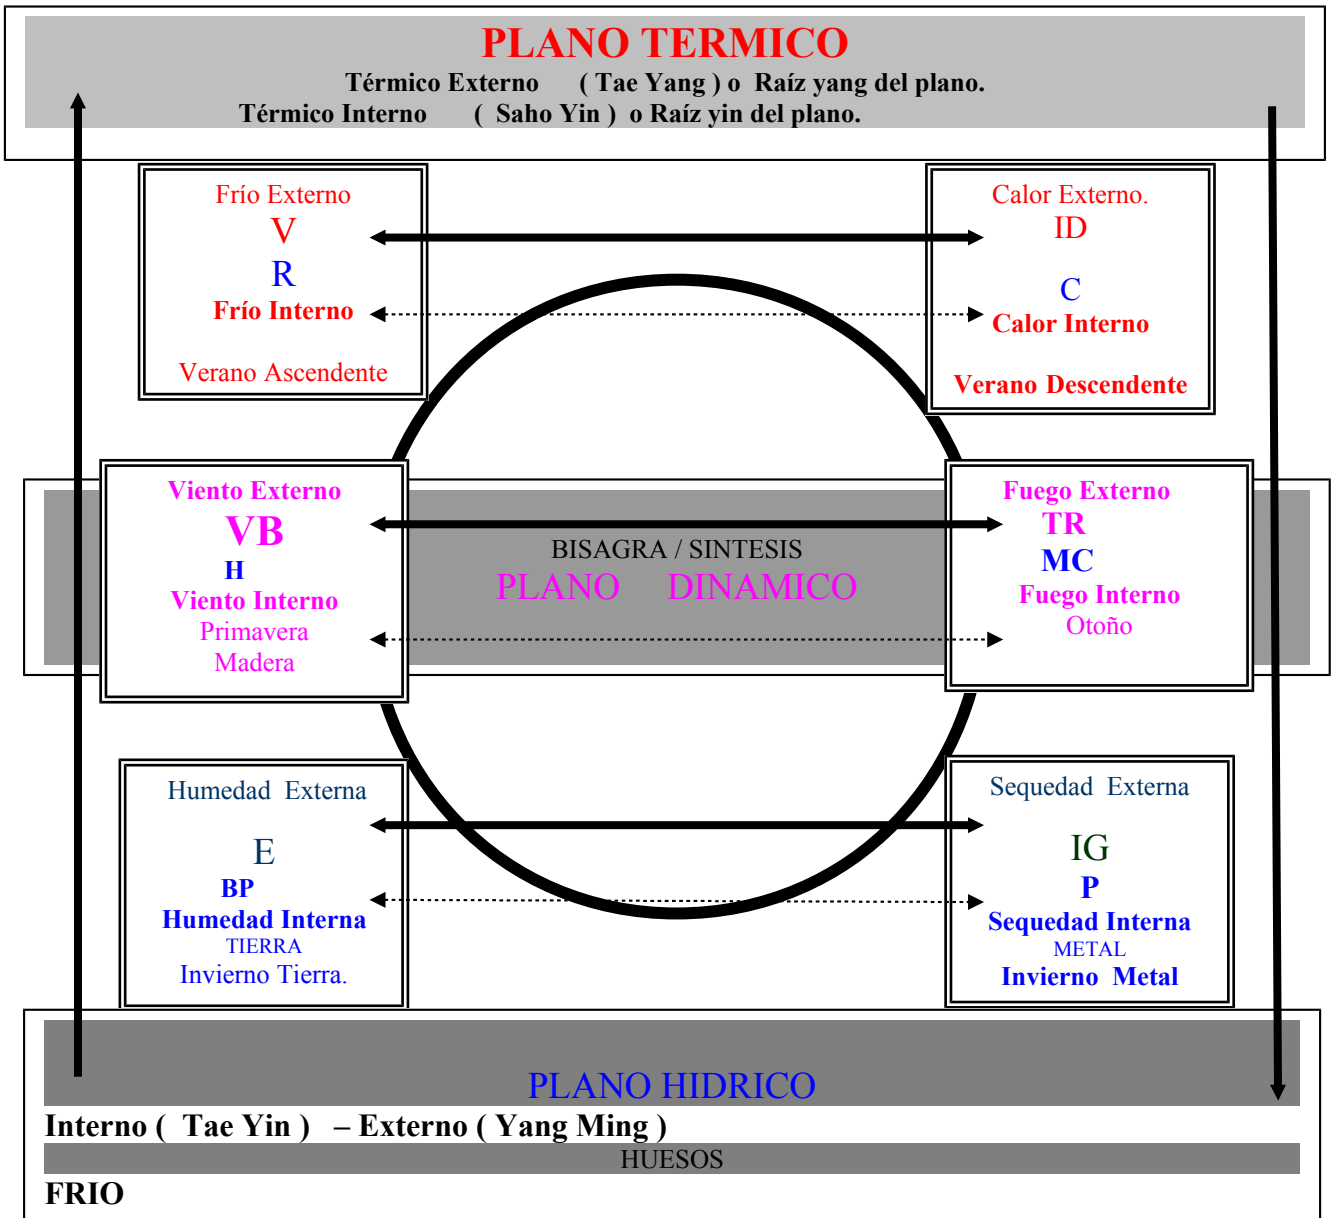 PLANO TERMICO
Térmico Externo ( Tae Yang ) o Raíz yang del plano.
Térmico Interno ( Saho Yin ) o Raíz yin del plano.
Frío Externo
V
R
Frío Interno
Verano Ascendente
Calor Externo.
ID
C
Calor Interno
Verano Descendente
Viento Externo
VB
H
Viento Interno
Primavera
Madera
BISAGRA / SINTESIS
PLANO DINAMICO
Fuego Externo
TR
MC
Fuego Interno
Otoño
Humedad Externa
E
BP
Humedad Interna
TIERRA
Invierno Tierra.
Sequedad Externa
IG
P
Sequedad Interna
METAL
Invierno Metal
PLANO HIDRICO
Interno ( Tae Yin ) – Externo ( Yang Ming )
HUESOS
FRIO